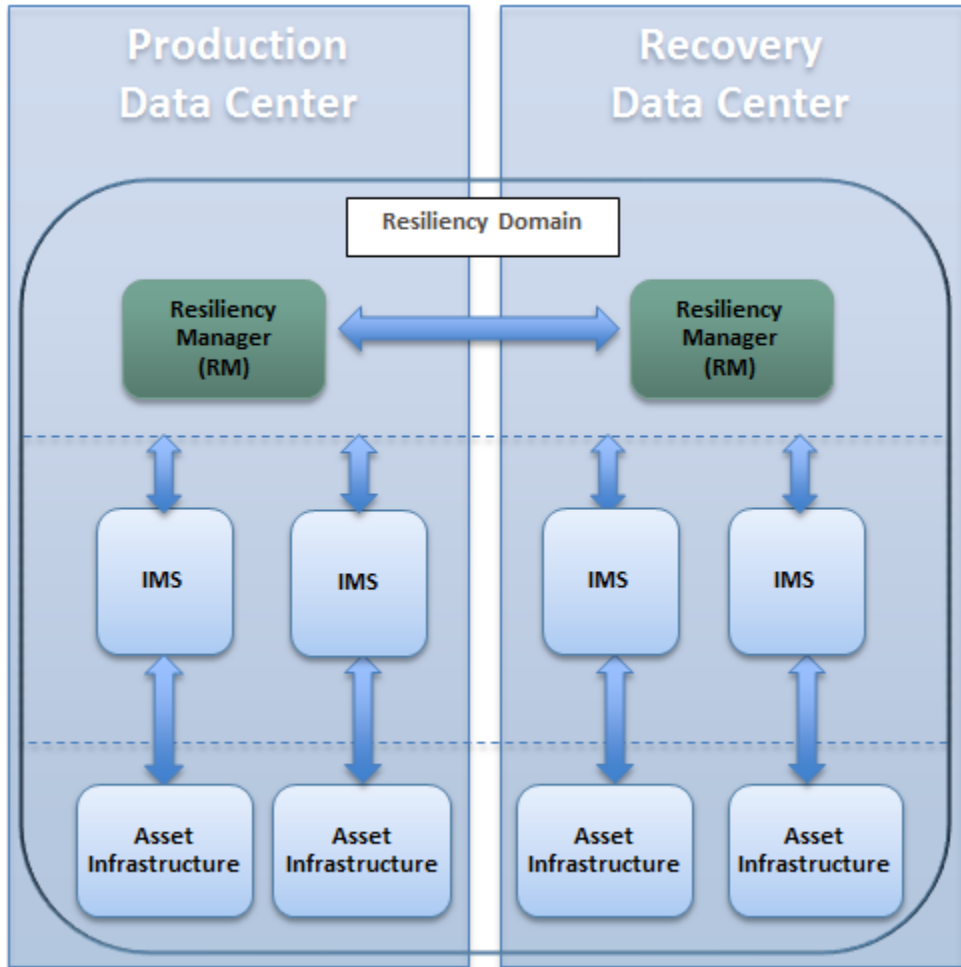 Production
Data Center
Recovery
Data Center
Resiliency Domain
Resiliency
Manager
(RM)
Resiliency
Manager
(RM)
IMS
IMS
IMS
IMS
Asset
Infrastructure
Asset
Infrastructure
Asset
Infrastructure
Asset
Infrastructure